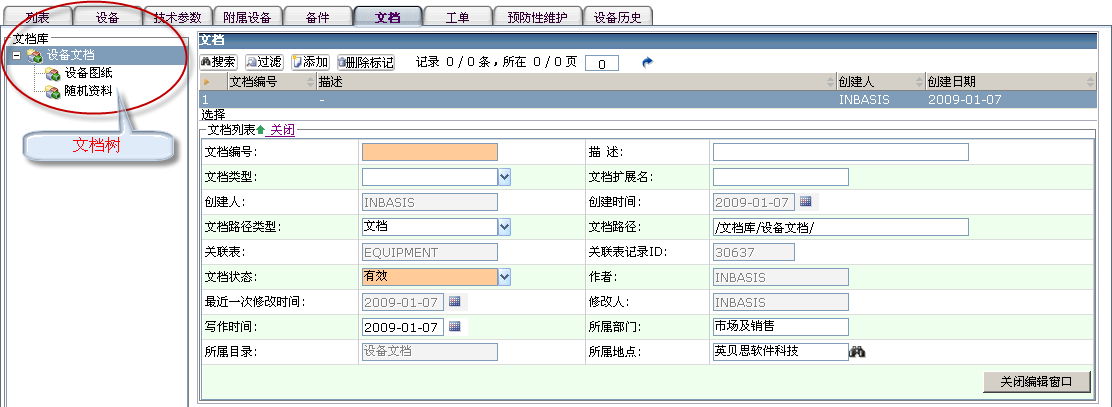 列表 设备 技术参数 附属设备 备件 文档 工单 预防性维护 设备历史
文档库
设备文档
设备图纸
随机资料
文档树
文档
搜索 过滤 添加 删除标记 记录 0 / 0 条 , 所在 0 / 0 页 0
文档编号 描述 创建人 创建日期
1 - INBASIS 2009-01-07
选择
文档列表 关闭
文档编号: 描 述:
文档类型: 文档扩展名:
创建人: INBASIS 创建时间: 2009-01-07
文档路径类型: 文档 文档路径: /文档库/设备文档/
关联表: EQUIPMENT 关联表记录ID: 30637
文档状态: 有效 作者: INBASIS
最近一次修改时间: 2009-01-07 修改人: INBASIS
写作时间: 2009-01-07 所属部门: 市场及销售
所属目录: 设备文档 所属地点: 英贝思软件科技
关闭编辑窗口